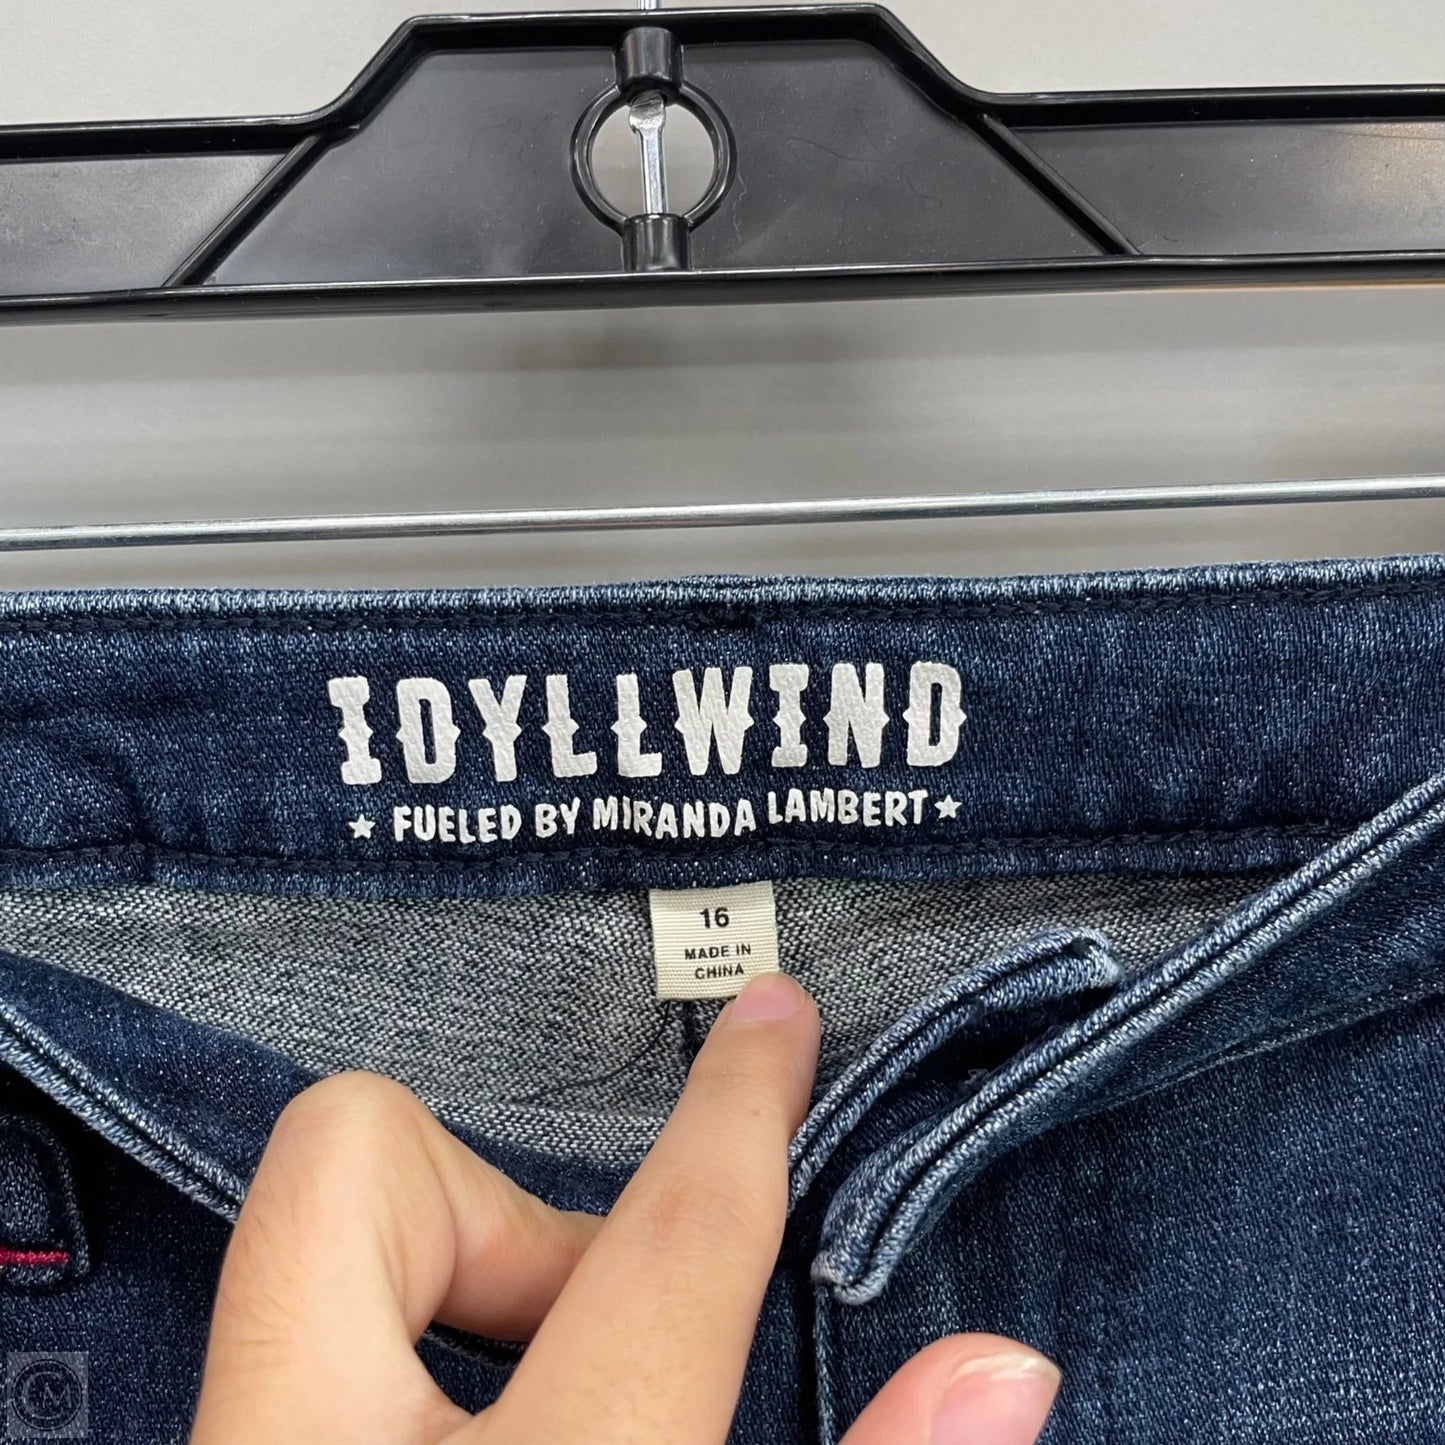 IDYLLWIND
★ FUELED BY MIRANDA LAMBERT ★
16
MADE IN
CHINA